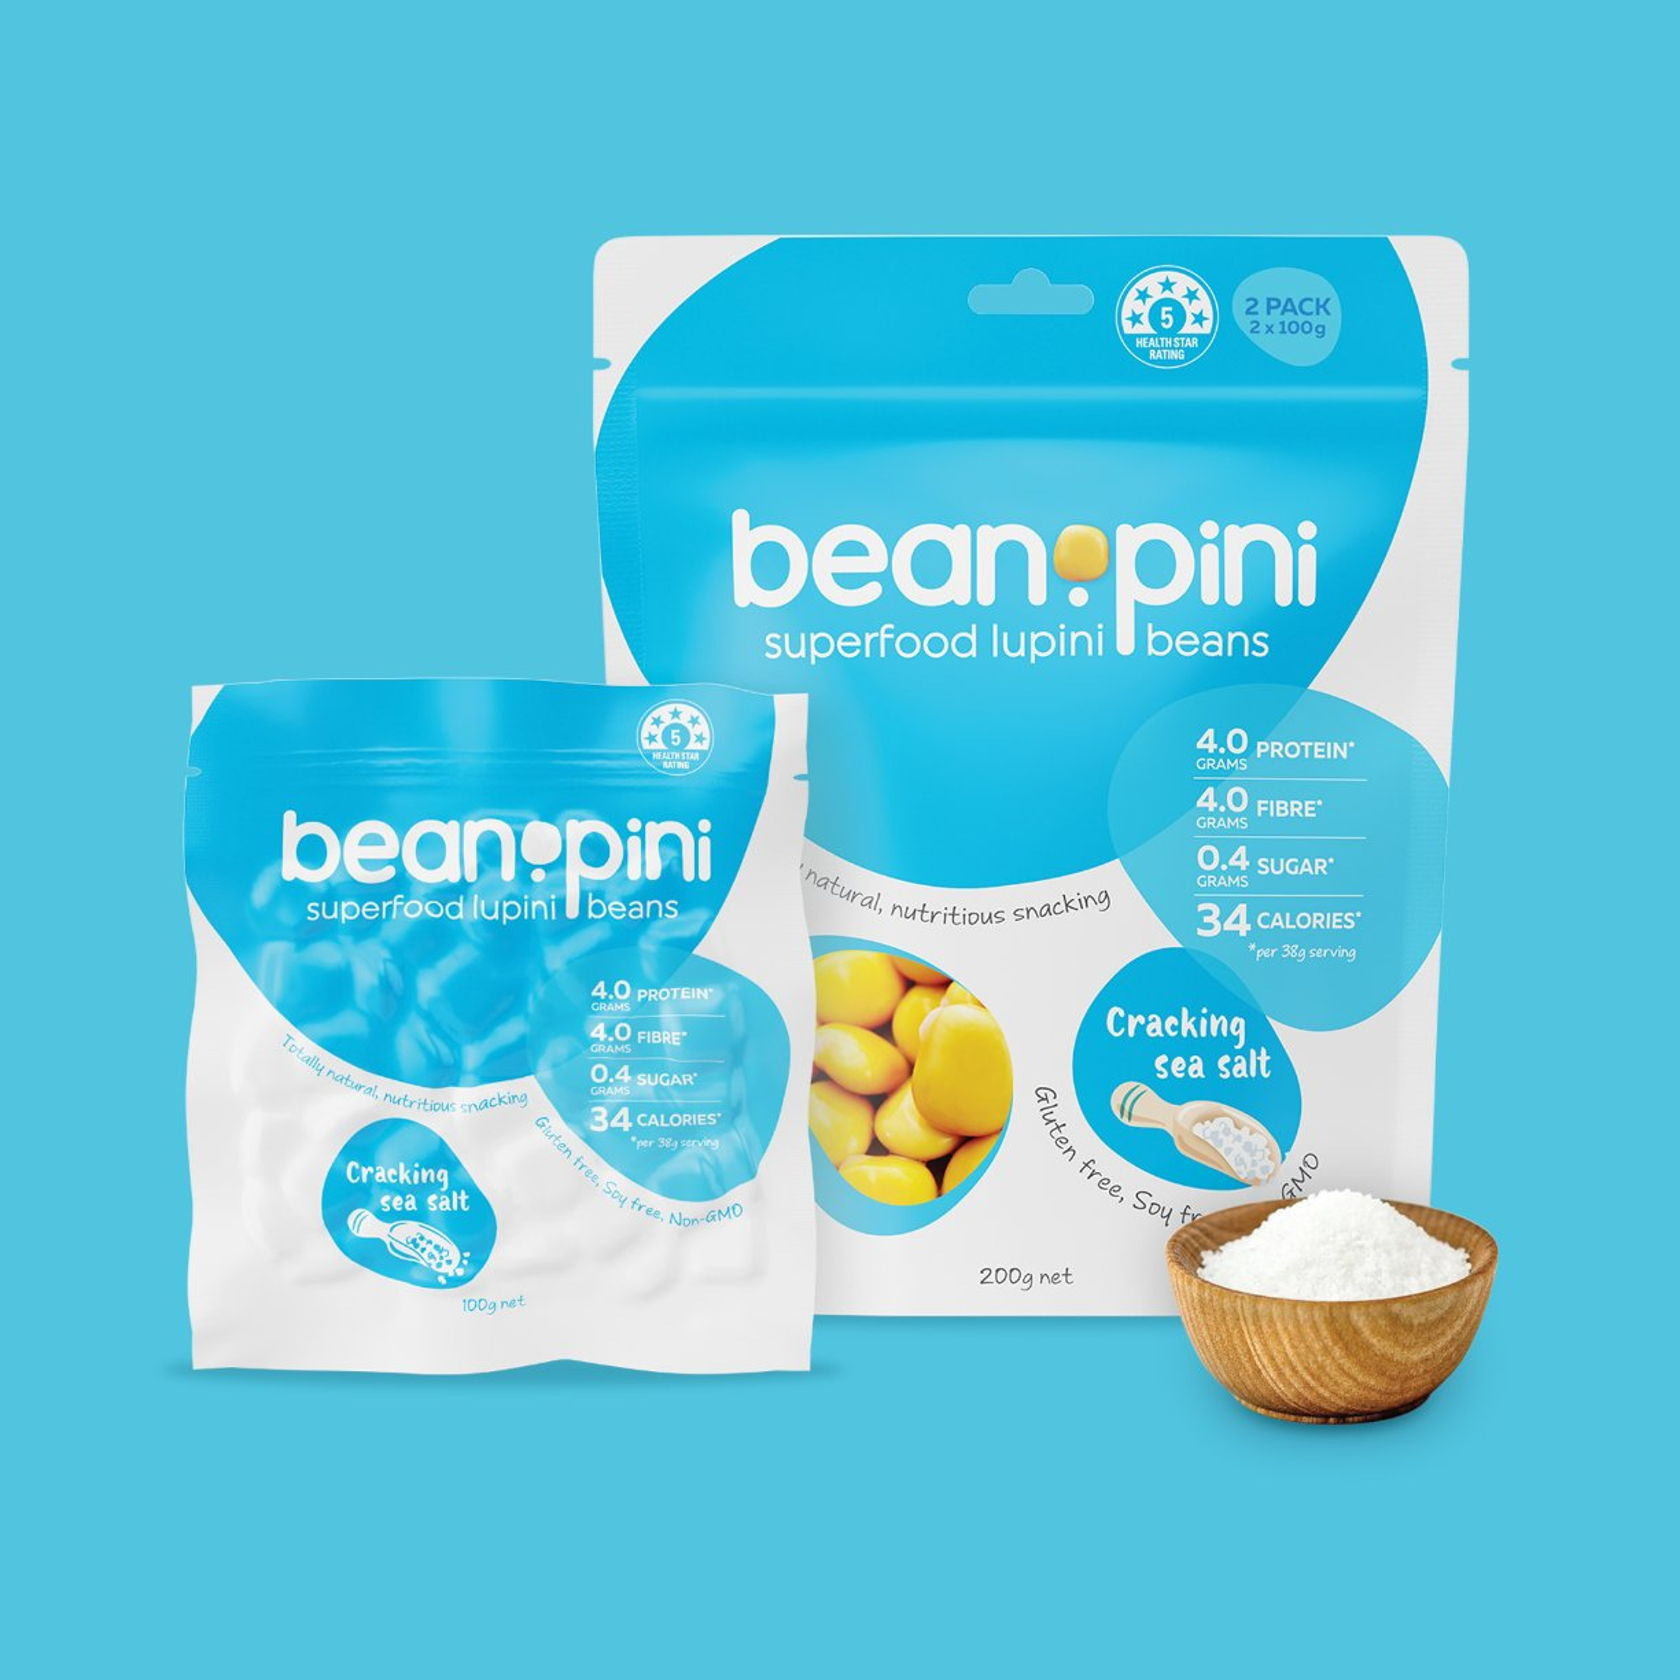 5
HEALTH STAR
RATING
2 PACK
2 x 100g
bean pini
superfood lupini beans
4.0 GRAMS PROTEIN*
4.0 GRAMS FIBRE*
0.4 GRAMS SUGAR*
34 CALORIES*
*per 38g serving
natural, nutritious snacking
Cracking
sea salt
Gluten free, Soy fr GMO
200g net
5
HEALTH STAR
RATING
bean pini
superfood lupini beans
4.0 GRAMS PROTEIN*
4.0 GRAMS FIBRE*
0.4 GRAMS SUGAR*
34 CALORIES*
*per 38g serving
Totally natural, nutritious snacking
Gluten free, Soy free, Non-GMO
Cracking
sea salt
100g net